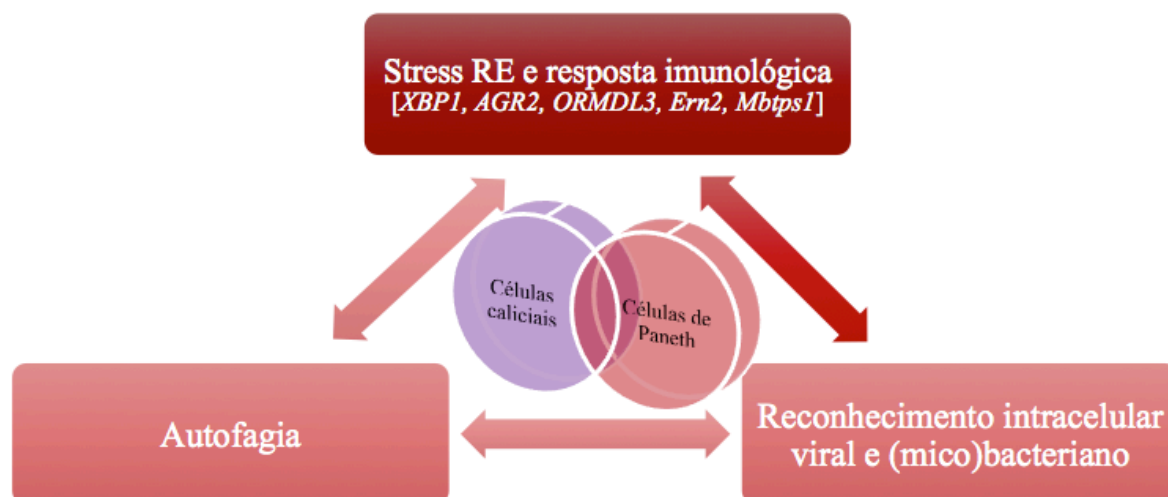 Stress RE e resposta imunológica
[XBP1, AGR2, ORMDL3, Ern2, Mbtps1]
Células
caliciais
Células de
Paneth
Autofagia
Reconhecimento intracelular
viral e (mico)bacteriano